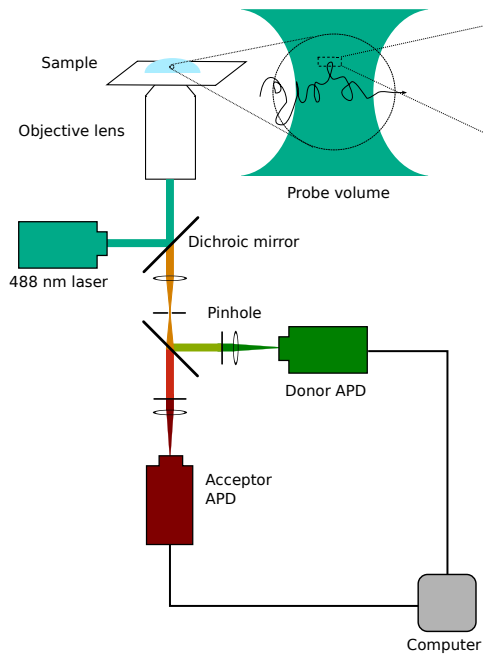 Sample
Objective lens
Probe volume
Dichroic mirror
488 nm laser
Pinhole
Donor APD
Acceptor
APD
Computer